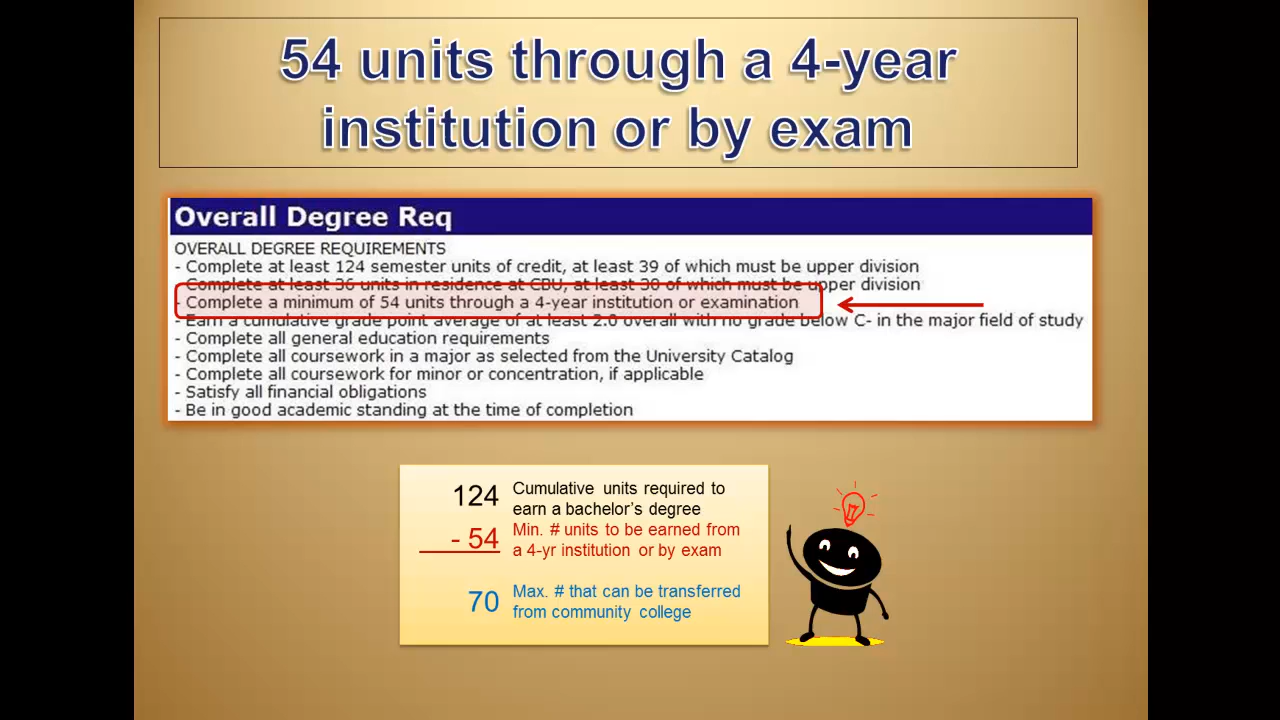 54 units through a 4-year
institution or by exam
Overall Degree Req
OVERALL DEGREE REQUIREMENTS
- Complete at least 124 semester units of credit, at least 39 of which must be upper division
- Complete at least 36 units in residence at CBU, at least 30 of which must be upper division
- Complete a minimum of 54 units through a 4-year institution or examination
- Earn a cumulative grade point average of at least 2.0 overall with no grade below C- in the major field of study
- Complete all general education requirements
- Complete all coursework in a major as selected from the University Catalog
- Complete all coursework for minor or concentration, if applicable
- Satisfy all financial obligations
- Be in good academic standing at the time of completion
124 Cumulative units required to
earn a bachelor's degree
- 54 Min. # units to be earned from
a 4-yr institution or by exam
70 Max. # that can be transferred
from community college